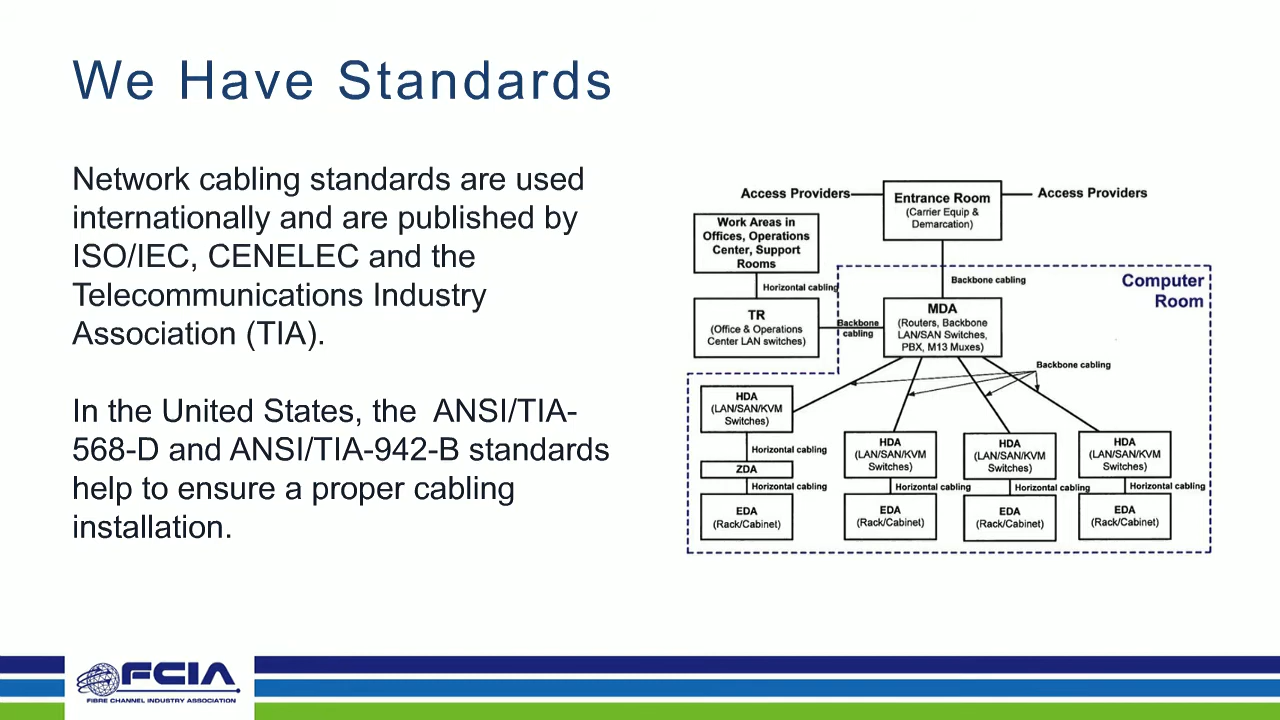 We Have Standards
Network cabling standards are used
internationally and are published by
ISO/IEC, CENELEC and the
Telecommunications Industry
Association (TIA).
In the United States, the  ANSI/TIA-
568-D and ANSI/TIA-942-B standards
help to ensure a proper cabling
installation.
Access Providers
Entrance Room
(Carrier Equip &
Demarcation)
Access Providers
Work Areas in
Offices, Operations
Center, Support
Rooms
Horizontal cabling
Backbone cabling
Computer
Room
TR
(Office & Operations
Center LAN switches)
Backbone
cabling
MDA
(Routers, Backbone
LAN/SAN Switches,
PBX, M13 Muxes)
Backbone cabling
HDA
(LAN/SAN/KVM
Switches)
Horizontal cabling
ZDA
Horizontal cabling
EDA
(Rack/Cabinet)
HDA
(LAN/SAN/KVM
Switches)
Horizontal cabling
EDA
(Rack/Cabinet)
HDA
(LAN/SAN/KVM
Switches)
Horizontal cabling
EDA
(Rack/Cabinet)
HDA
(LAN/SAN/KVM
Switches)
Horizontal cabling
EDA
(Rack/Cabinet)
FCIA
FIBRE CHANNEL INDUSTRY ASSOCIATION